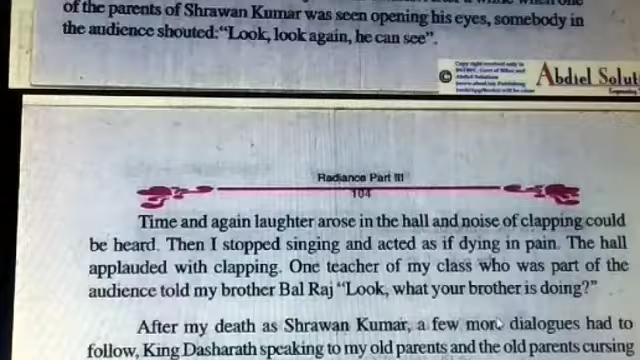 of the parents of Shrawan Kumar was seen opening his eyes, somebody in
the audience shouted:“Look, look again, he can see”.
© Copy right reserved only to
Abdiel Solut
Radiance Part III
104
Time and again laughter arose in the hall and noise of clapping could
be heard. Then I stopped singing and acted as if dying in pain. The hall
applauded with clapping. One teacher of my class who was part of the
audience told my brother Bal Raj “Look, what your brother is doing?”
After my death as Shrawan Kumar, a few more dialogues had to
follow, King Dasharath speaking to my old parents and the old parents cursing